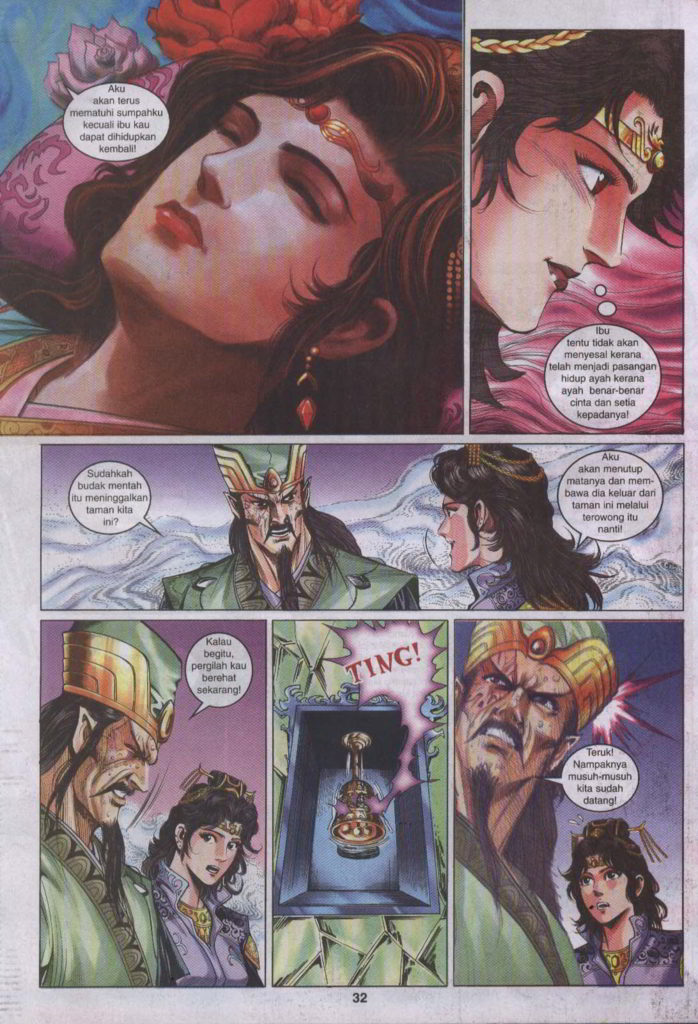 Aku
akan terus
mematuhi sumpahku
kecuali ibu kau
dapat dihidupkan
kembali!
Ibu
tentu tidak akan
menyesal kerana
telah menjadi pasangan
hidup ayah kerana
ayah benar-benar
cinta dan setia
kepadanya!
Sudahkah
budak mentah
itu meninggalkan
taman kita
ini?
Aku
akan menutup
matanya dan mem-
bawa dia keluar dari
taman ini melalui
terowong itu
nanti!
Kalau
begitu,
pergilah kau
berehat
sekarang!
TING!
Teruk!
Nampaknya
musuh-musuh
kita sudah
datang!
32